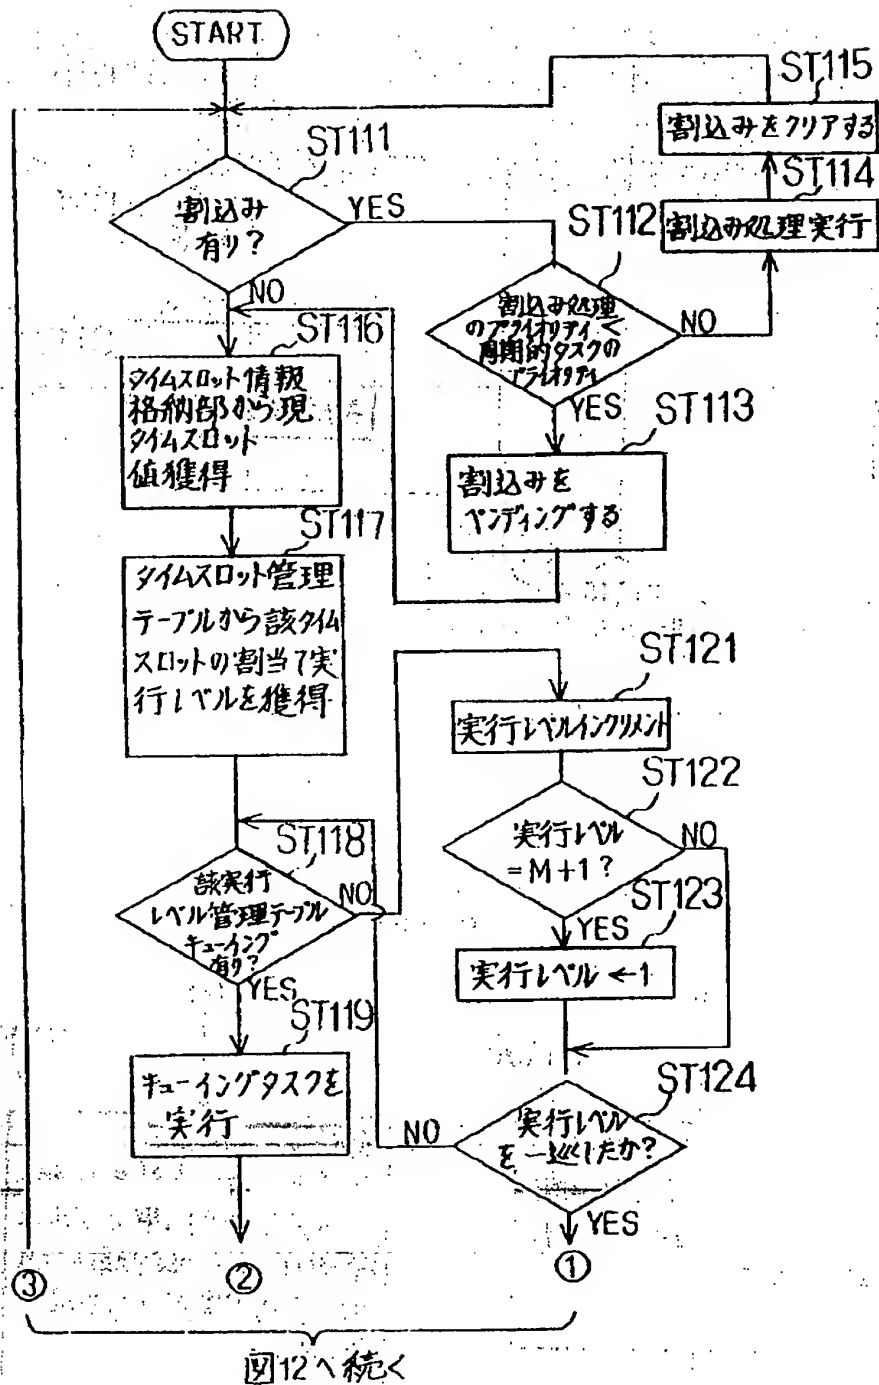 START
ST115
割込みをクリアする
ST111
割込み
有り?
YES
NO
ST114
割込み処理実行
ST112
割込み処理
のプライオリティ <
周期的タスクの
プライオリティ
NO
YES
ST116
タイムスロット情報
格納部から現
タイムスロット
値獲得
ST113
割込みを
ペンディングする
ST117
タイムスロット管理
テーブルから該タイム
スロットの割当て実
行レベルを獲得
ST121
実行レベルインクリメント
ST122
実行レベル
=M+1?
NO
YES
ST118
該実行
レベル管理テーブル
キューイング
有り?
NO
YES
ST123
実行レベル←1
ST119
キューイングタスクを
実行
ST124
実行レベル
を一巡したか?
NO
YES
③
②
①
図12へ続く